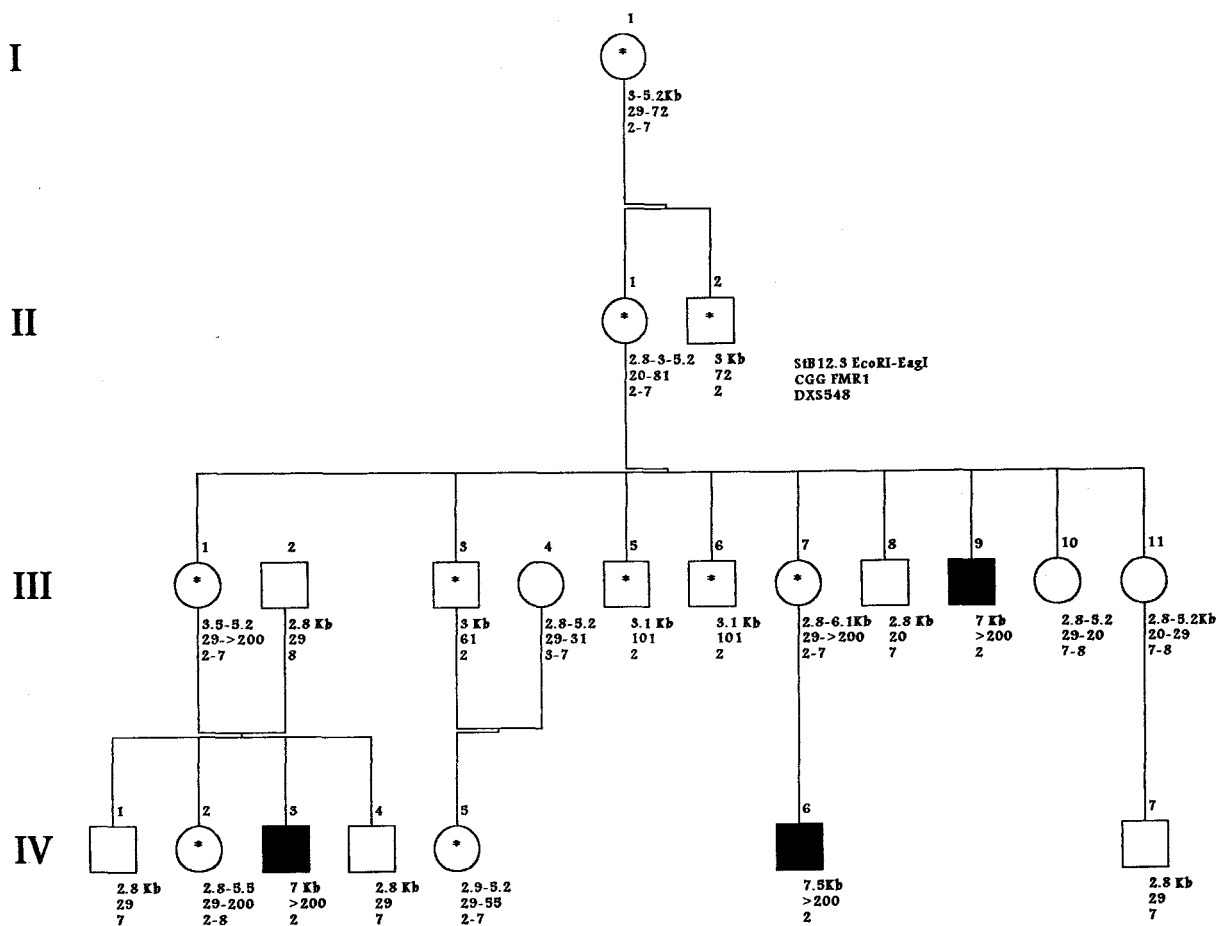 I
1
*
3-5.2Kb
29-72
2-7
II
1 2
* *
2.8-3-5.2 3 Kb
20-81 72
2-7 2
StB12.3 EcoRI-EagI
CGG FMR1
DXS548
III
1 2 3 4 5 6 7 8 9 10 11
* * * * *
3.5-5.2 2.8 Kb 3 Kb 2.8-5.2 3.1 Kb 3.1 Kb 2.8-6.1Kb 2.8 Kb 7 Kb 2.8-5.2 2.8-5.2Kb
29->200 29 61 29-31 101 101 29->200 20 >200 29-20 20-29
2-7 8 2 3-7 2 2 2-7 7 2 7-8 7-8
IV
1 2 3 4 5 6 7
* *
2.8 Kb 2.8-5.5 7 Kb 2.8 Kb 2.9-5.2 7.5Kb 2.8 Kb
29 29-200 >200 29 29-55 >200 29
7 2-8 2 7 2-7 2 7